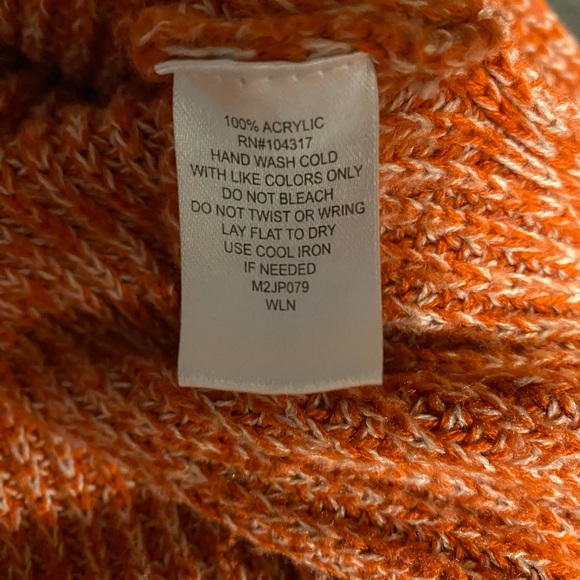 100% ACRYLIC
RN#104317
HAND WASH COLD
WITH LIKE COLORS ONLY
DO NOT BLEACH
DO NOT TWIST OR WRING
LAY FLAT TO DRY
USE COOL IRON
IF NEEDED
M2JP079
WLN